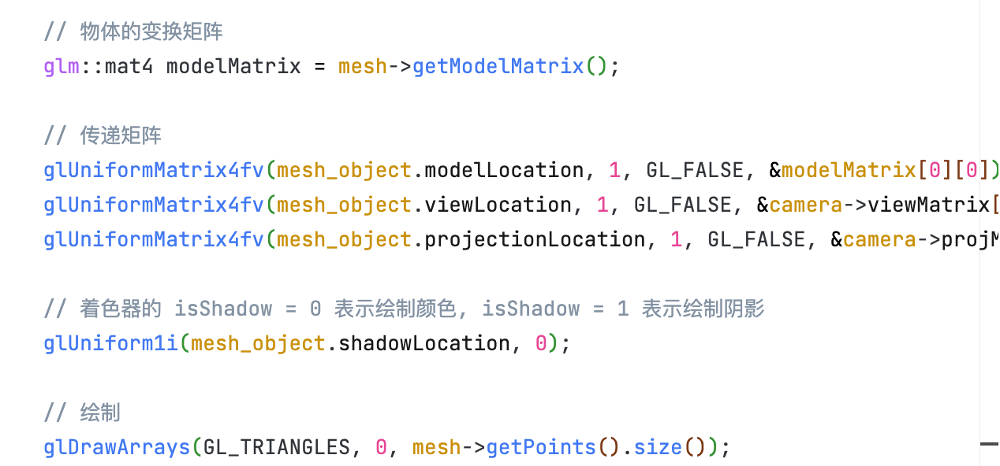 // 物体的变换矩阵
glm::mat4 modelMatrix = mesh->getModelMatrix();
// 传递矩阵
glUniformMatrix4fv(mesh_object.modelLocation, 1, GL_FALSE, &modelMatrix[0][0])
glUniformMatrix4fv(mesh_object.viewLocation, 1, GL_FALSE, &camera->viewMatrix[
glUniformMatrix4fv(mesh_object.projectionLocation, 1, GL_FALSE, &camera->projM
// 着色器的 isShadow = 0 表示绘制颜色, isShadow = 1 表示绘制阴影
glUniform1i(mesh_object.shadowLocation, 0);
// 绘制
glDrawArrays(GL_TRIANGLES, 0, mesh->getPoints().size());